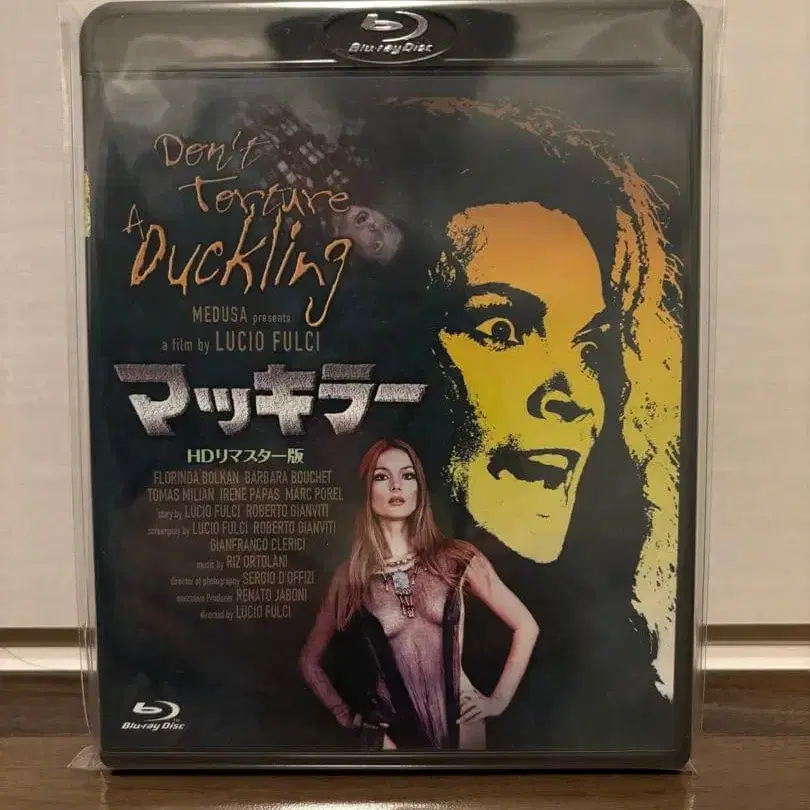 Blu-ray Disc
Don't
Torture
A Duckling
MEDUSA presents
a film by LUCIO FULCI
マッキラー
HDリマスター版
FLORINDA BOLKAN BARBARA BOUCHET
TOMAS MILIAN IRENE PAPAS MARC POREL
story by LUCIO FULCI ROBERTO GIANVITI
screenplay by LUCIO FULCI ROBERTO GIANVITI
GIANFRANCO CLERICI
music by RIZ ORTOLANI
director of photography SERGIO D'OFFIZI
executive Producer RENATO JABONI
directed by LUCIO FULCI
Blu-ray Disc